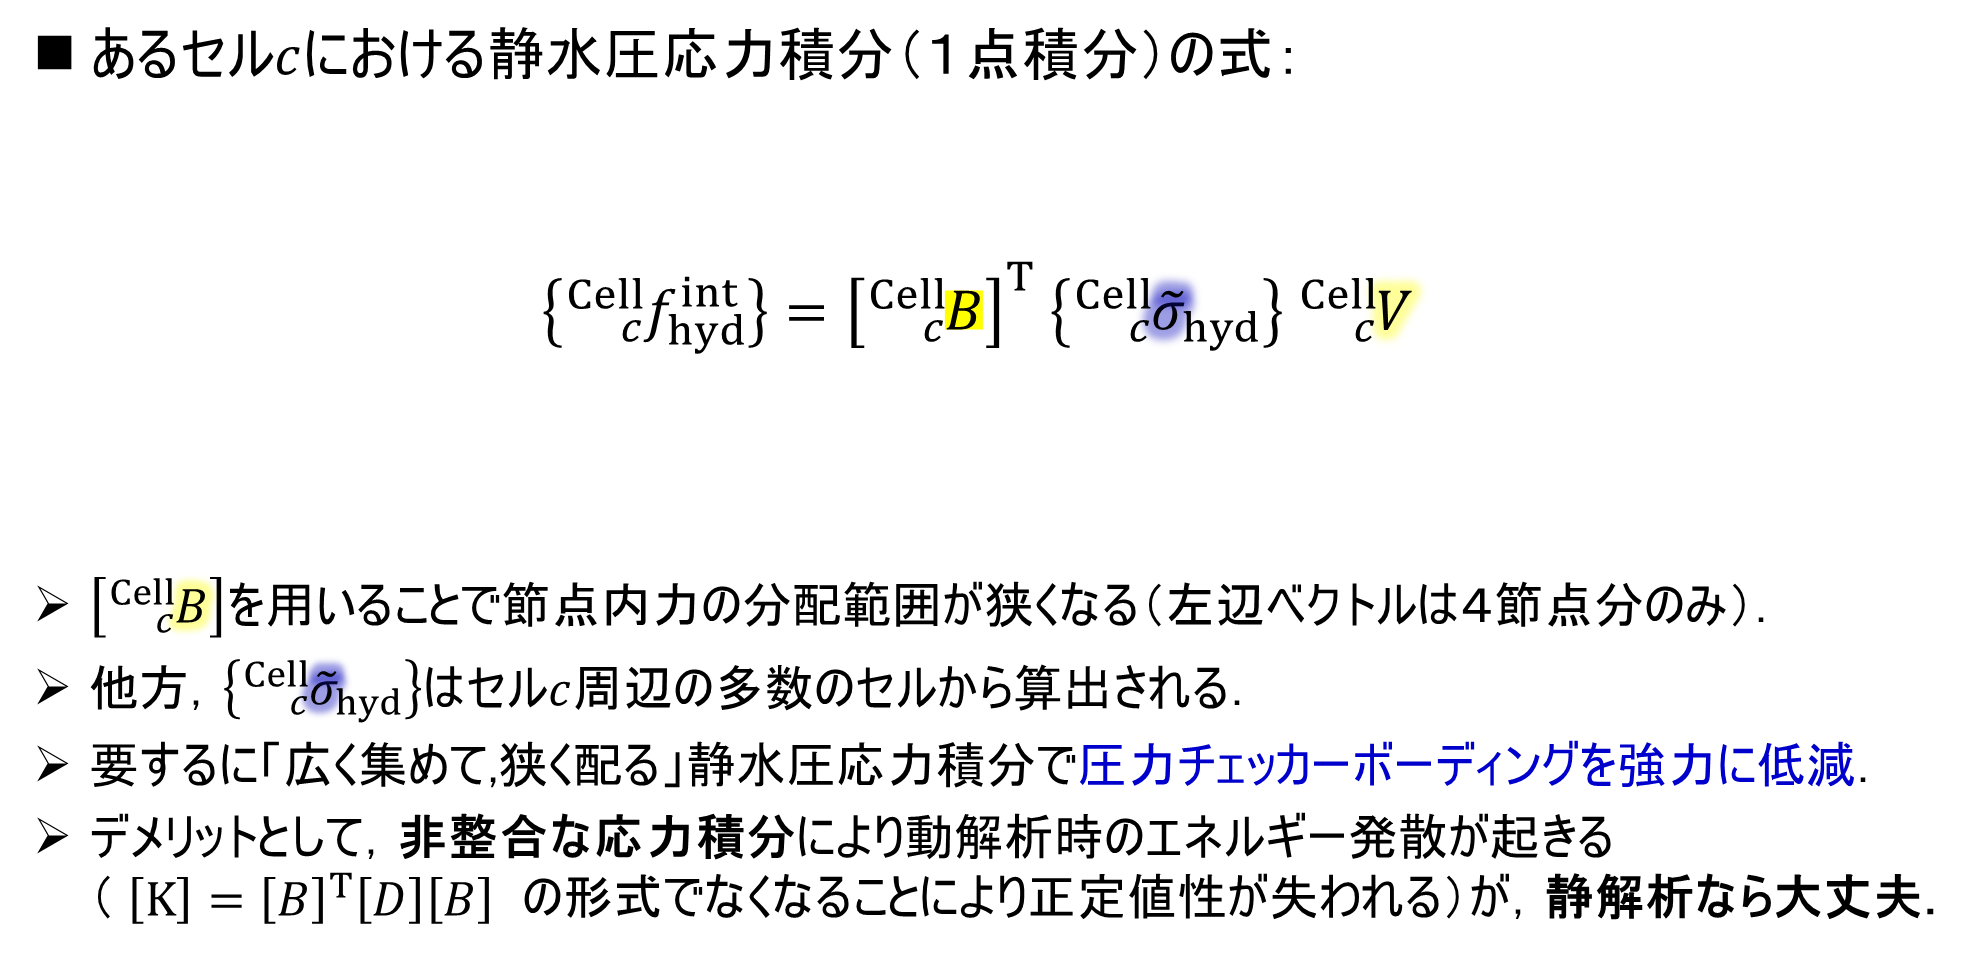 ■ あるセルcにおける静水圧応力積分（１点積分）の式：
{^{Cell}_{c}f^{int}_{hyd}} = [^{Cell}_{c}B]^T {^{Cell}_{c}σ̃_{hyd}} ^{Cell}_{c}V
➢ [^{Cell}_{c}B]を用いることで節点内力の分配範囲が狭くなる（左辺ベクトルは４節点分のみ）．
➢ 他方，{^{Cell}_{c}σ̃_{hyd}}はセルc周辺の多数のセルから算出される．
➢ 要するに「広く集めて,狭く配る」静水圧応力積分で圧力チェッカーボーディングを強力に低減．
➢ デメリットとして，非整合な応力積分により動解析時のエネルギー発散が起きる
（ [K] = [B]^T[D][B] の形式でなくなることにより正定値性が失われる）が，静解析なら大丈夫．